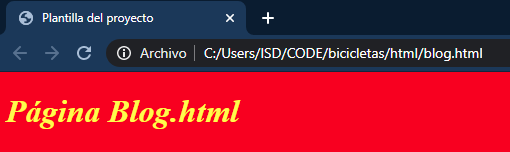 Plantilla del proyecto
Archivo C:/Users/ISD/CODE/bicicletas/html/blog.html
Página Blog.html